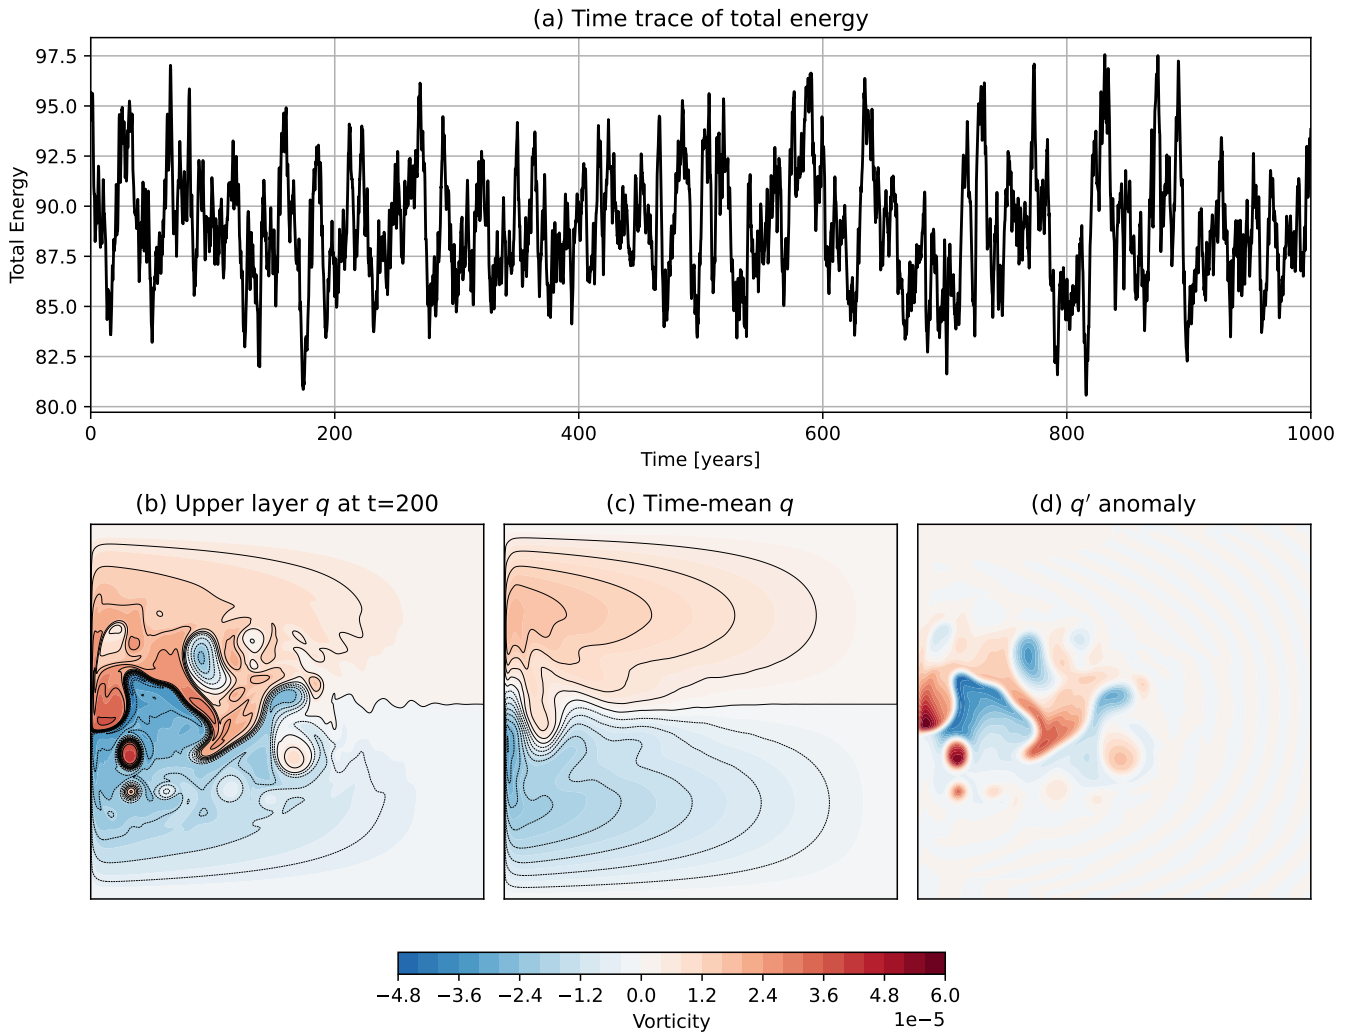 (a) Time trace of total energy
Total Energy
97.5
95.0
92.5
90.0
87.5
85.0
82.5
80.0
0 200 400 600 800 1000
Time [years]
(b) Upper layer q at t=200
(c) Time-mean q
(d) q′ anomaly
−4.8 −3.6 −2.4 −1.2 0.0 1.2 2.4 3.6 4.8 6.0
Vorticity
1e−5